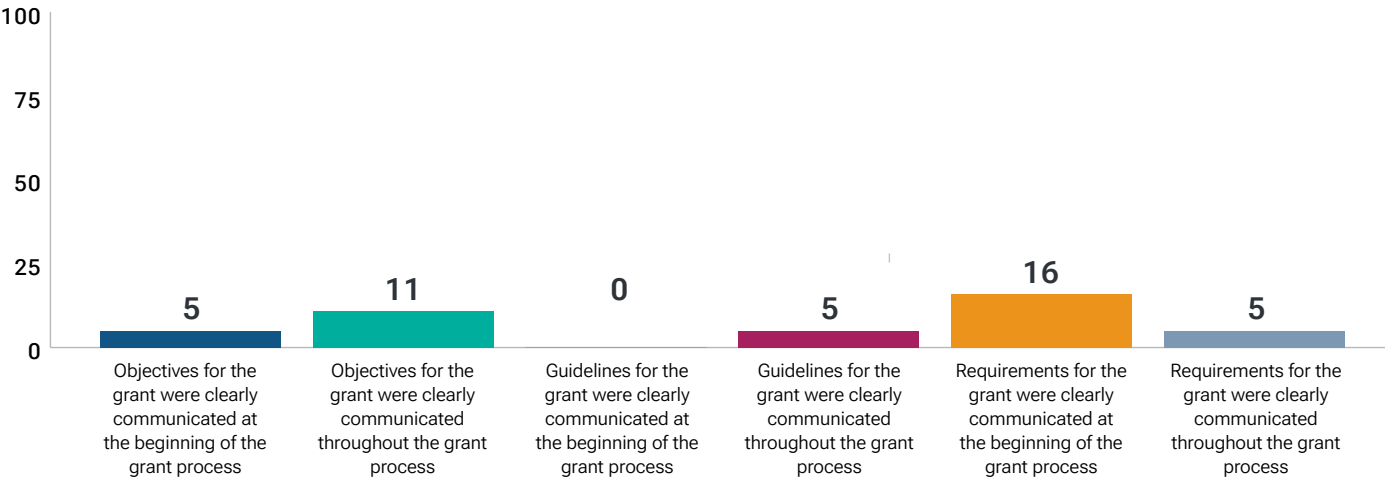 100
75
50
25
0
5
11
0
5
16
5
Objectives for the
grant were clearly
communicated at
the beginning of the
grant process
Objectives for the
grant were clearly
communicated
throughout the grant
process
Guidelines for the
grant were clearly
communicated at
the beginning of the
grant process
Guidelines for the
grant were clearly
communicated
throughout the grant
process
Requirements for the
grant were clearly
communicated at
the beginning of the
grant process
Requirements for the
grant were clearly
communicated
throughout the grant
process